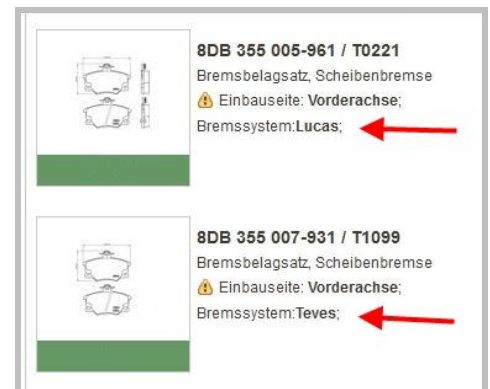 8DB 355 005-961 / T0221
Bremsbelagsatz, Scheibenbremse
Einbauseite: Vorderachse;
Bremssystem:Lucas;
8DB 355 007-931 / T1099
Bremsbelagsatz, Scheibenbremse
Einbauseite: Vorderachse;
Bremssystem:Teves;